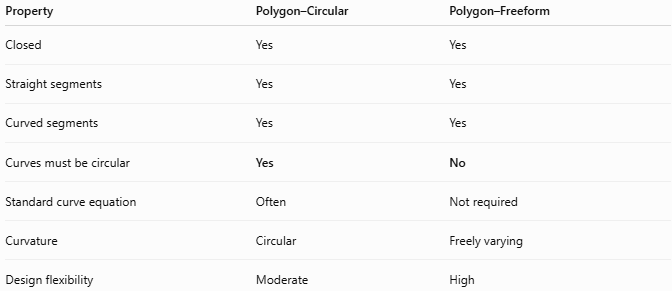 Property Polygon–Circular Polygon–Freeform
Closed Yes Yes
Straight segments Yes Yes
Curved segments Yes Yes
Curves must be circular Yes No
Standard curve equation Often Not required
Curvature Circular Freely varying
Design flexibility Moderate High